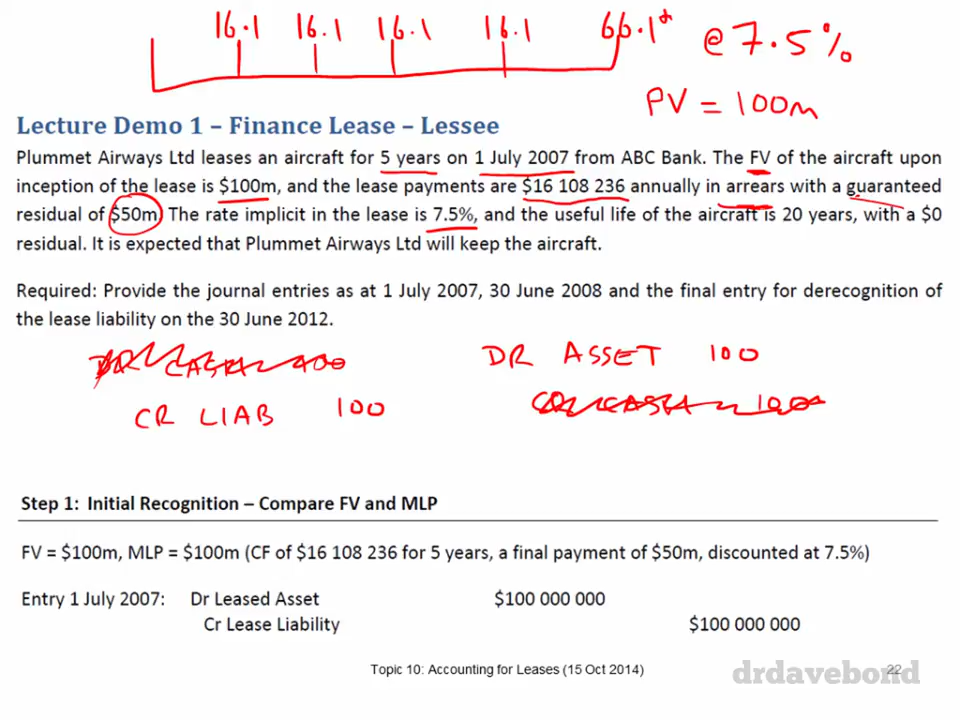 16.1 16.1 16.1 16.1 66.1* @ 7.5%
PV = 100m
Lecture Demo 1 – Finance Lease – Lessee
Plummet Airways Ltd leases an aircraft for 5 years on 1 July 2007 from ABC Bank. The FV of the aircraft upon
inception of the lease is $100m, and the lease payments are $16 108 236 annually in arrears with a guaranteed
residual of $50m. The rate implicit in the lease is 7.5%, and the useful life of the aircraft is 20 years, with a $0
residual. It is expected that Plummet Airways Ltd will keep the aircraft.
Required: Provide the journal entries as at 1 July 2007, 30 June 2008 and the final entry for derecognition of
the lease liability on the 30 June 2012.
DR CASH 100 DR ASSET 100
CR LIAB 100 CR CASH 100
Step 1: Initial Recognition – Compare FV and MLP
FV = $100m, MLP = $100m (CF of $16 108 236 for 5 years, a final payment of $50m, discounted at 7.5%)
Entry 1 July 2007: Dr Leased Asset $100 000 000
Cr Lease Liability $100 000 000
Topic 10: Accounting for Leases (15 Oct 2014) 22
drdavebond